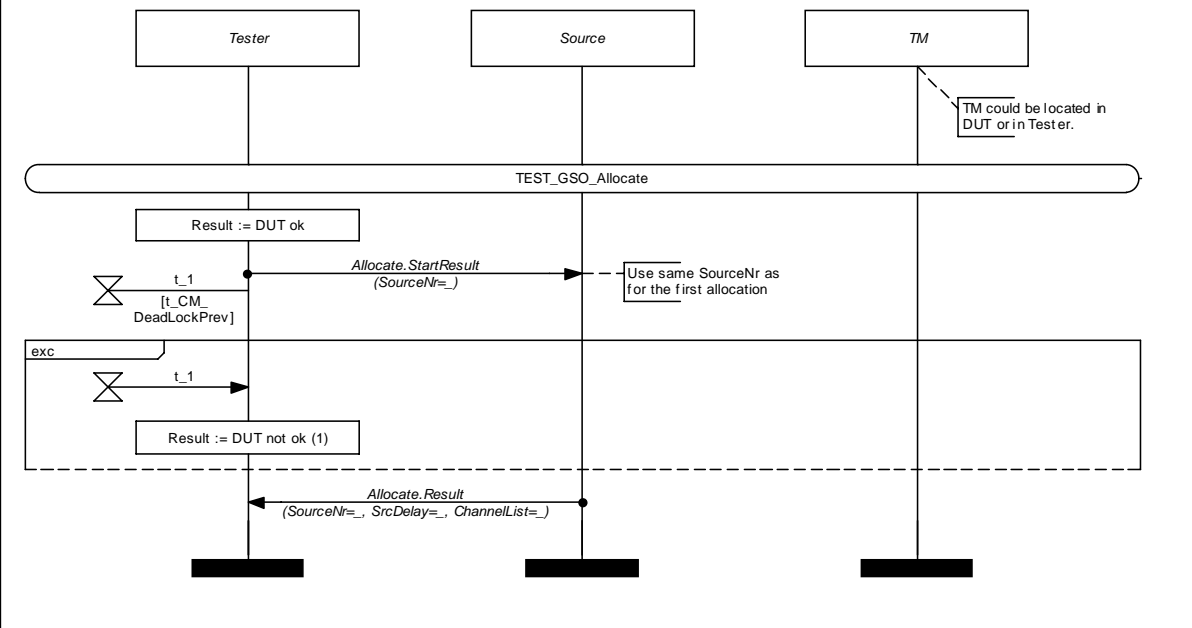 Tester
Source
TM
TM could be located in
DUT or in Tester.
TEST_GSO_Allocate
Result := DUT ok
Allocate.StartResult
(SourceNr=_)
Use same SourceNr as
for the first allocation
t_1
[t_CM_
DeadLockPrev]
exc
t_1
Result := DUT not ok (1)
Allocate.Result
(SourceNr=_, SrcDelay=_, ChannelList=_)